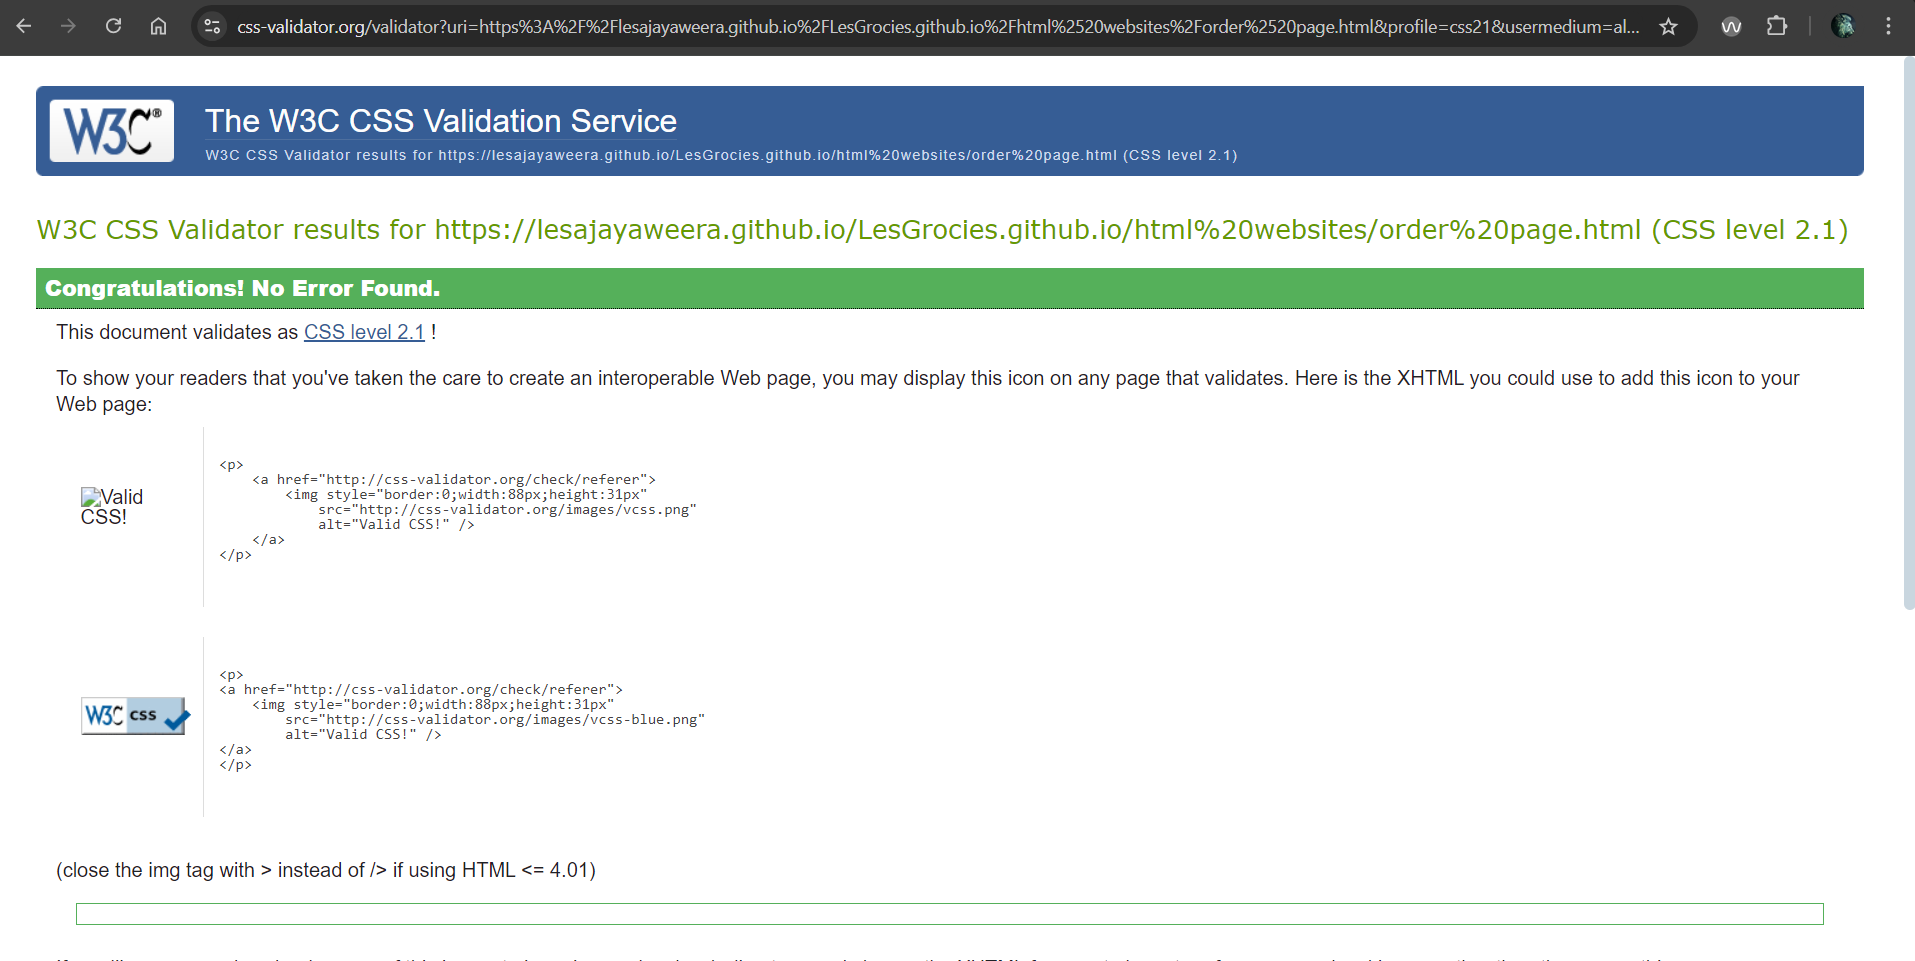 css-validator.org/validator?uri=https%3A%2F%2Flesajayaweera.github.io%2FLesGrocies.github.io%2Fhtml%2520websites%2Forder%2520page.html&profile=css21&usermedium=al...
W3C®
The W3C CSS Validation Service
W3C CSS Validator results for https://lesajayaweera.github.io/LesGrocies.github.io/html%20websites/order%20page.html (CSS level 2.1)
W3C CSS Validator results for https://lesajayaweera.github.io/LesGrocies.github.io/html%20websites/order%20page.html (CSS level 2.1)
Congratulations! No Error Found.
This document validates as CSS level 2.1 !
To show your readers that you've taken the care to create an interoperable Web page, you may display this icon on any page that validates. Here is the XHTML you could use to add this icon to your
Web page:
Valid
CSS!
<p>
    <a href="http://css-validator.org/check/referer">
        <img style="border:0;width:88px;height:31px"
            src="http://css-validator.org/images/vcss.png"
            alt="Valid CSS!" />
    </a>
</p>
W3C css
<p>
<a href="http://css-validator.org/check/referer">
    <img style="border:0;width:88px;height:31px"
        src="http://css-validator.org/images/vcss-blue.png"
        alt="Valid CSS!" />
</a>
</p>
(close the img tag with > instead of /> if using HTML <= 4.01)